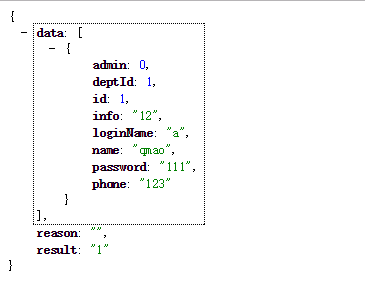 {
- data: [
- {
admin: 0,
deptId: 1,
id: 1,
info: "12",
loginName: "a",
name: "qmao",
password: "111",
phone: "123"
}
],
reason: "",
result: "1"
}